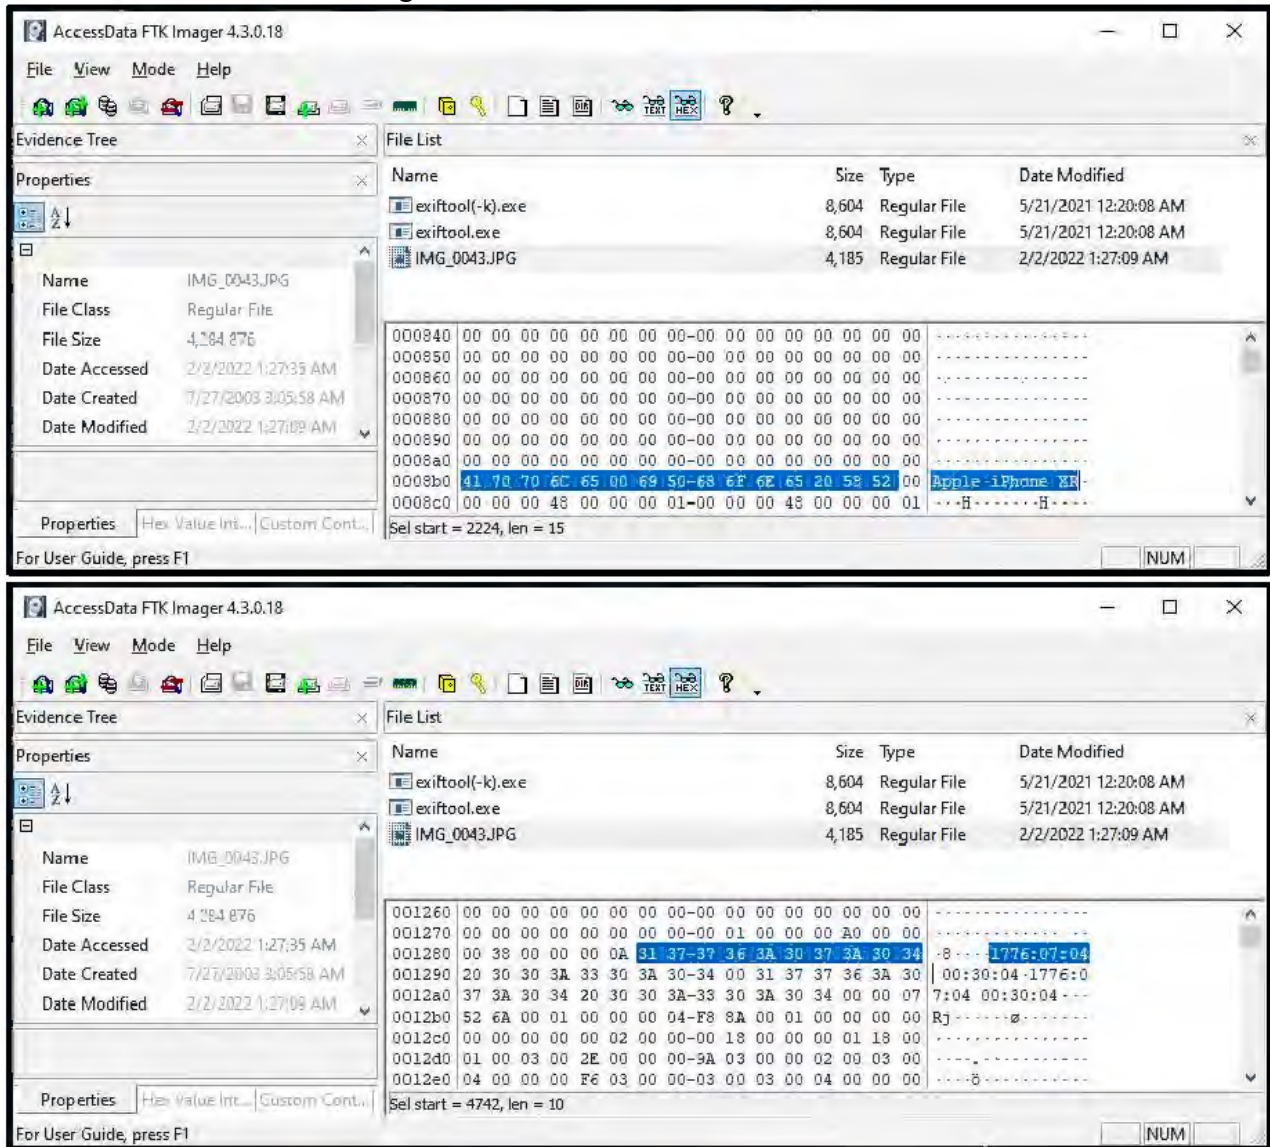 AccessData FTK Imager 4.3.0.18
File View Mode Help
Evidence Tree
File List
Properties
Name Size Type Date Modified
exiftool(-k).exe 8,604 Regular File 5/21/2021 12:20:08 AM
exiftool.exe 8,604 Regular File 5/21/2021 12:20:08 AM
IMG_0043.JPG 4,185 Regular File 2/2/2022 1:27:09 AM
Name IMG_0043.JPG
File Class Regular File
File Size 4,284,876
Date Accessed 2/2/2022 1:27:35 AM
Date Created 7/27/2003 3:05:58 AM
Date Modified 2/2/2022 1:27:09 AM
000840 00 00 00 00 00 00 00 00-00 00 00 00 00 00 00 00
000850 00 00 00 00 00 00 00 00-00 00 00 00 00 00 00 00
000860 00 00 00 00 00 00 00 00-00 00 00 00 00 00 00 00
000870 00 00 00 00 00 00 00 00-00 00 00 00 00 00 00 00
000880 00 00 00 00 00 00 00 00-00 00 00 00 00 00 00 00
000890 00 00 00 00 00 00 00 00-00 00 00 00 00 00 00 00
0008a0 00 00 00 00 00 00 00 00-00 00 00 00 00 00 00 00
0008b0 41 70 70 6C 65 00 69 50-68 6F 6E 65 20 58 52 00 Apple·iPhone XR·
0008c0 00 00 00 48 00 00 00 01-00 00 00 48 00 00 00 01 ···H·······H····
Properties Hex Value Int... Custom Cont...
Sel start = 2224, len = 15
For User Guide, press F1
NUM
AccessData FTK Imager 4.3.0.18
File View Mode Help
Evidence Tree
File List
Properties
Name Size Type Date Modified
exiftool(-k).exe 8,604 Regular File 5/21/2021 12:20:08 AM
exiftool.exe 8,604 Regular File 5/21/2021 12:20:08 AM
IMG_0043.JPG 4,185 Regular File 2/2/2022 1:27:09 AM
Name IMG_0043.JPG
File Class Regular File
File Size 4 284 876
Date Accessed 2/2/2022 1:27:35 AM
Date Created 7/27/2003 3:05:58 AM
Date Modified 2/2/2022 1:27:09 AM
001260 00 00 00 00 00 00 00 00-00 00 00 00 00 00 00 00
001270 00 00 00 00 00 00 00 00-00 01 00 00 00 A0 00 00
001280 00 38 00 00 00 0A 31 37-37 36 3A 30 37 3A 30 34 ·8····1776:07:04
001290 20 30 30 3A 33 30 3A 30-34 00 31 37 37 36 3A 30 00:30:04·1776:0
0012a0 37 3A 30 34 20 30 30 3A-33 30 3A 30 34 00 00 07 7:04 00:30:04···
0012b0 52 6A 00 01 00 00 00 04-F8 8A 00 01 00 00 00 00 Rj······ø·······
0012c0 00 00 00 00 00 02 00 00-00 18 00 00 00 01 18 00
0012d0 01 00 03 00 2E 00 00 00-9A 03 00 00 02 00 03 00 ····.···········
0012e0 04 00 00 00 F6 03 00 00-03 00 03 00 04 00 00 00 ····ö···········
Properties Hex Value Int... Custom Cont...
Sel start = 4742, len = 10
For User Guide, press F1
NUM